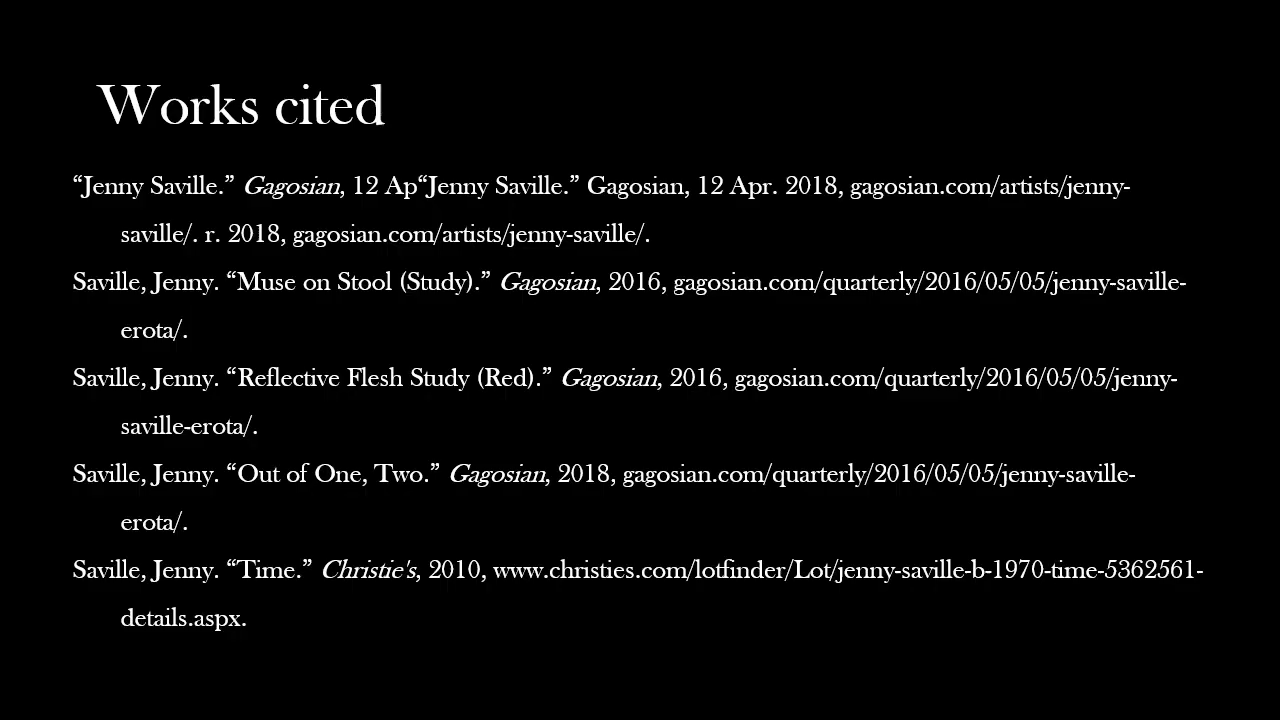 Works cited
“Jenny Saville.” Gagosian, 12 Ap“Jenny Saville.” Gagosian, 12 Apr. 2018, gagosian.com/artists/jenny-
saville/. r. 2018, gagosian.com/artists/jenny-saville/.
Saville, Jenny. “Muse on Stool (Study).” Gagosian, 2016, gagosian.com/quarterly/2016/05/05/jenny-saville-
erota/.
Saville, Jenny. “Reflective Flesh Study (Red).” Gagosian, 2016, gagosian.com/quarterly/2016/05/05/jenny-
saville-erota/.
Saville, Jenny. “Out of One, Two.” Gagosian, 2018, gagosian.com/quarterly/2016/05/05/jenny-saville-
erota/.
Saville, Jenny. “Time.” Christie's, 2010, www.christies.com/lotfinder/Lot/jenny-saville-b-1970-time-5362561-
details.aspx.